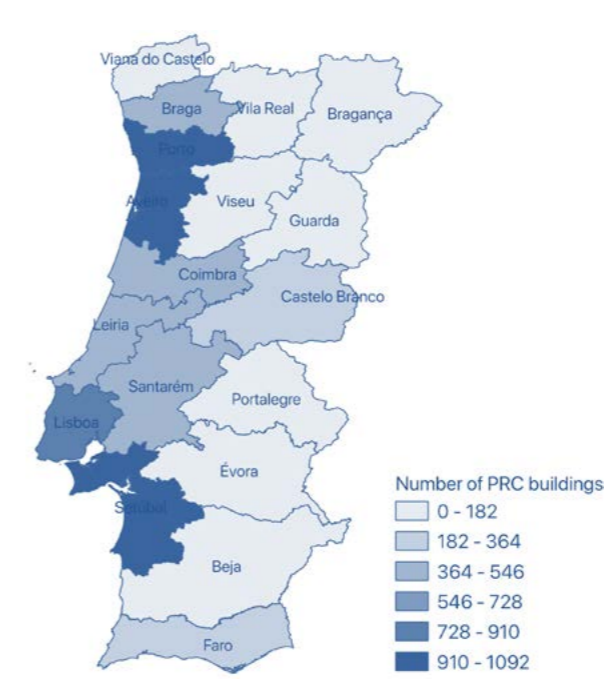 Viana do Castelo
Braga
Vila Real
Bragança
Porto
Aveiro
Viseu
Guarda
Coimbra
Castelo Branco
Leiria
Santarém
Portalegre
Lisboa
Évora
Setúbal
Beja
Faro
Number of PRC buildings
0 - 182
182 - 364
364 - 546
546 - 728
728 - 910
910 - 1092